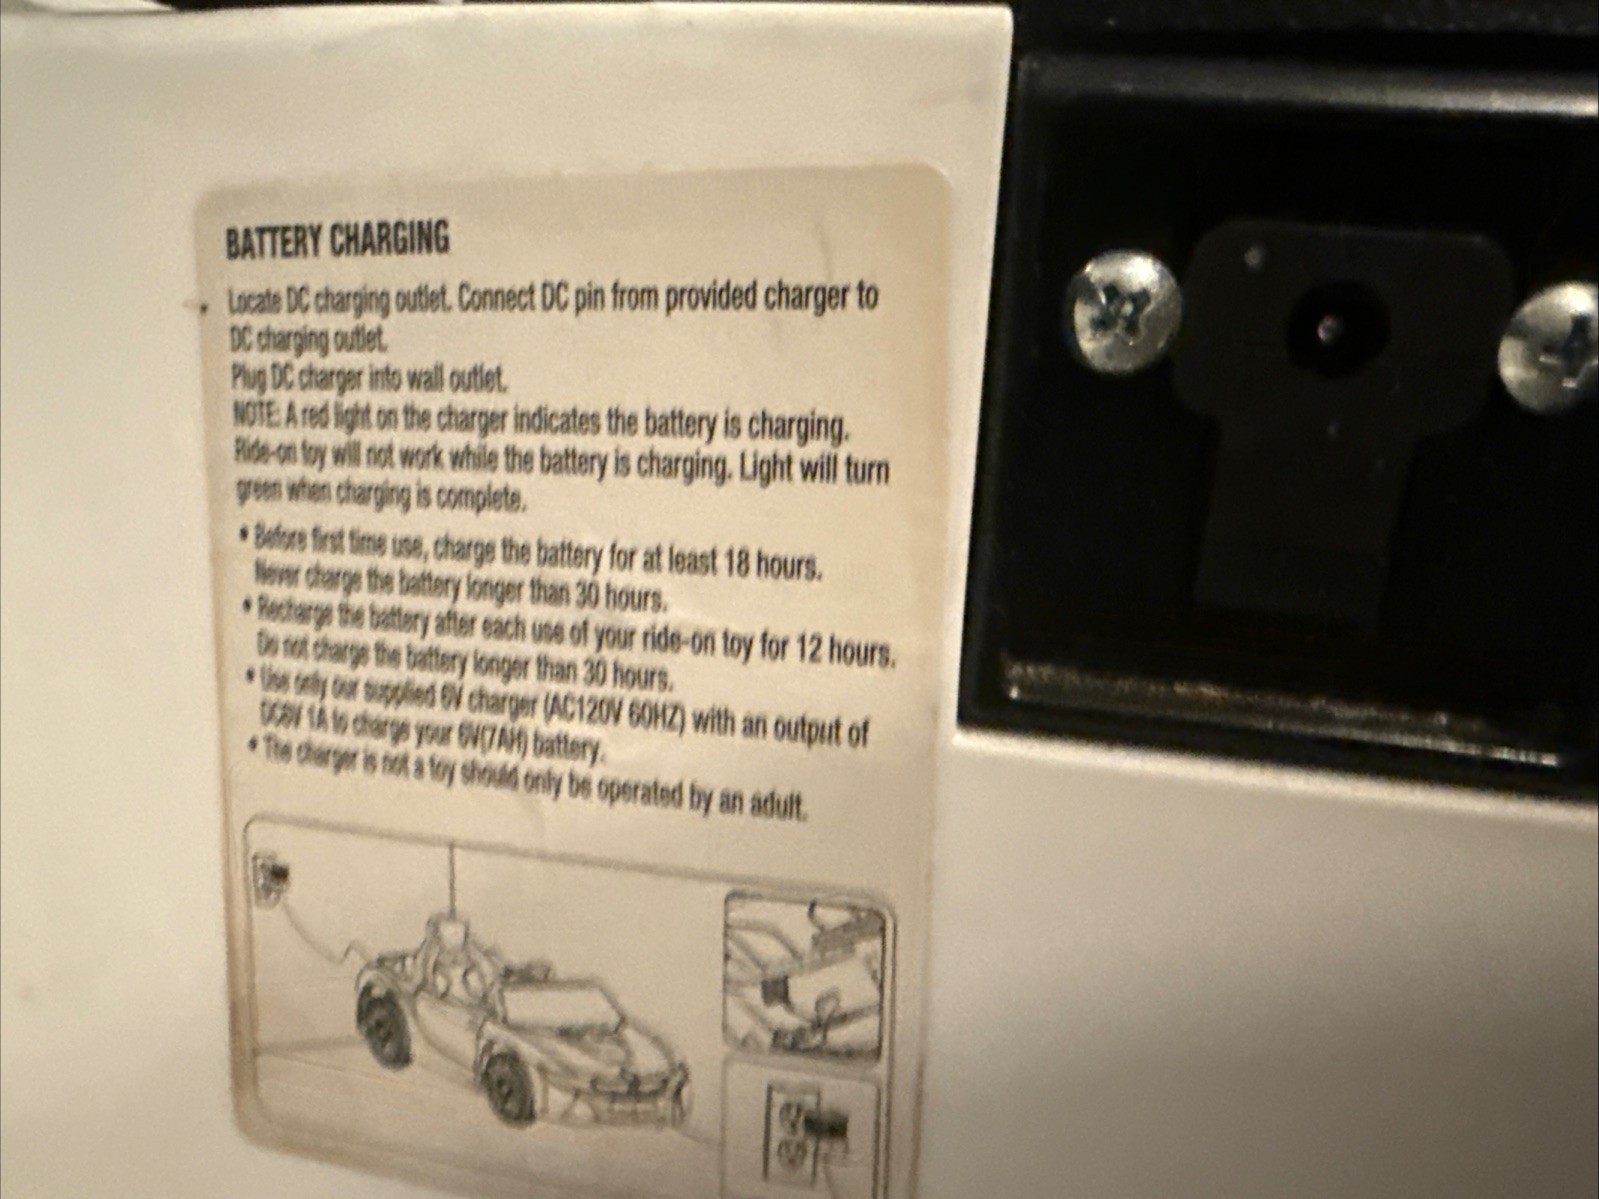 BATTERY CHARGING
Locate DC charging outlet. Connect DC pin from provided charger to
DC charging outlet.
Plug DC charger into wall outlet.
NOTE: A red light on the charger indicates the battery is charging.
Ride-on toy will not work while the battery is charging. Light will turn
green when charging is complete.
• Before first time use, charge the battery for at least 18 hours.
Never charge the battery longer than 30 hours.
• Recharge the battery after each use of your ride-on toy for 12 hours.
Do not charge the battery longer than 30 hours.
• Use only our supplied 6V charger (AC120V 60HZ) with an output of
DC6V 1A to charge your 6V(7AH) battery.
• The charger is not a toy should only be operated by an adult.